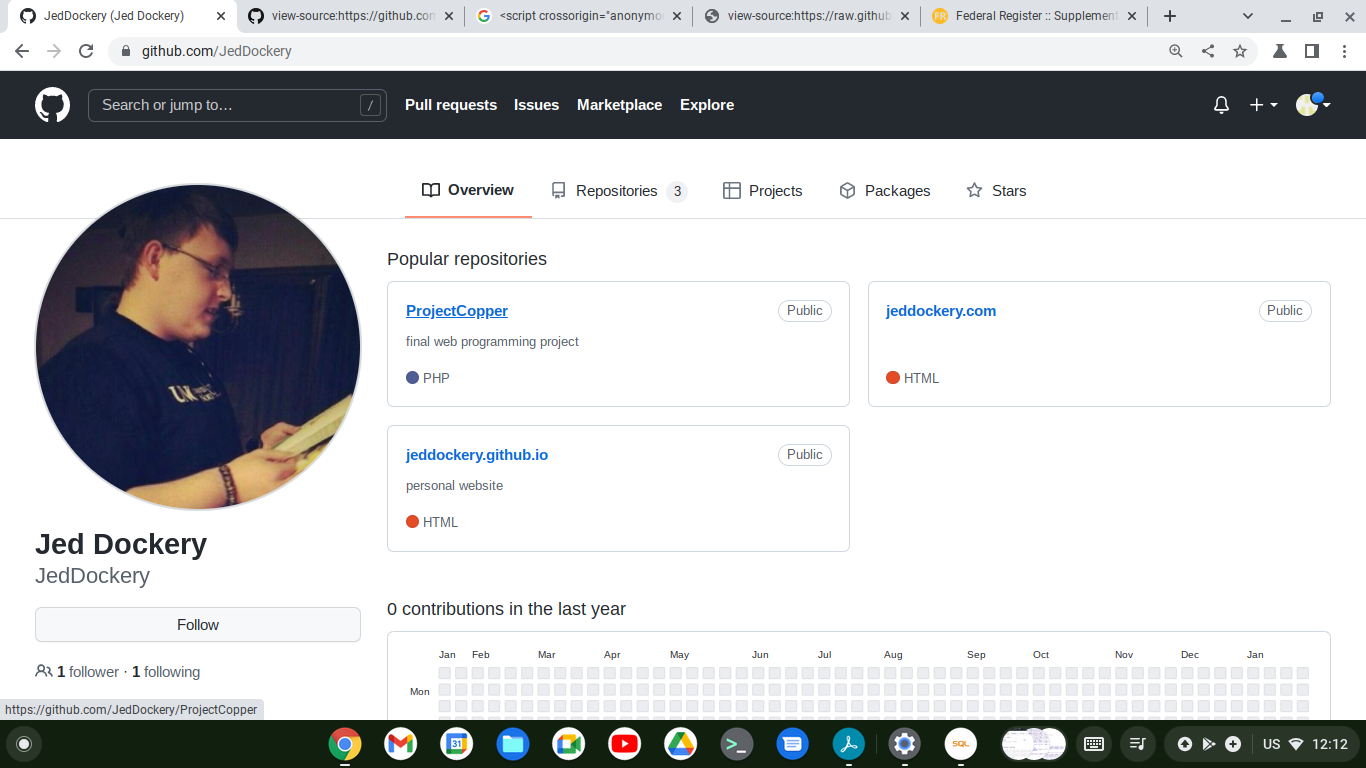 JedDockery (Jed Dockery)
view-source:https://github.con
<script crossorigin="anonymo
view-source:https://raw.github
FR
Federal Register :: Supplemen
github.com/JedDockery
Search or jump to… /
Pull requests Issues Marketplace Explore
Overview Repositories 3 Projects Packages Stars
Popular repositories
ProjectCopper Public
final web programming project
PHP
jeddockery.com Public
HTML
jeddockery.github.io Public
personal website
HTML
Jed Dockery
JedDockery
Follow
1 follower · 1 following
0 contributions in the last year
Jan Feb Mar Apr May Jun Jul Aug Sep Oct Nov Dec Jan
Mon
https://github.com/JedDockery/ProjectCopper
31
SQL
US 12:12